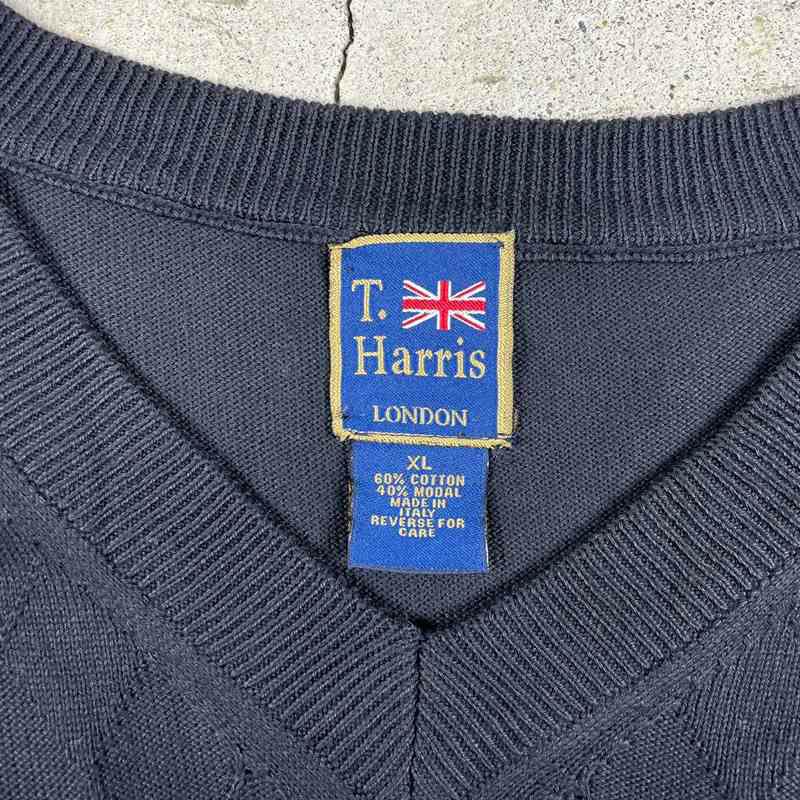 T.
Harris
LONDON
XL
60% COTTON
40% MODAL
MADE IN
ITALY
REVERSE FOR
CARE